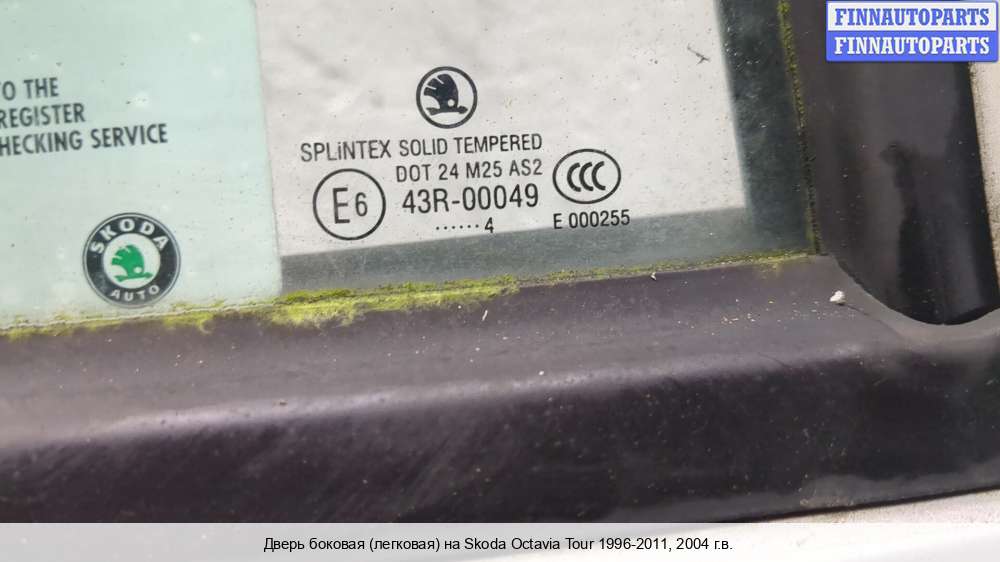 FINNAUTOPARTS
FINNAUTOPARTS
TO THE
REGISTER
CHECKING SERVICE
SPLiNTEX SOLID TEMPERED
DOT 24 M25 AS2
E6
43R-00049
CCC
······ 4
E 000255
SKODA
AUTO
Дверь боковая (легковая) на Skoda Octavia Tour 1996-2011, 2004 г.в.